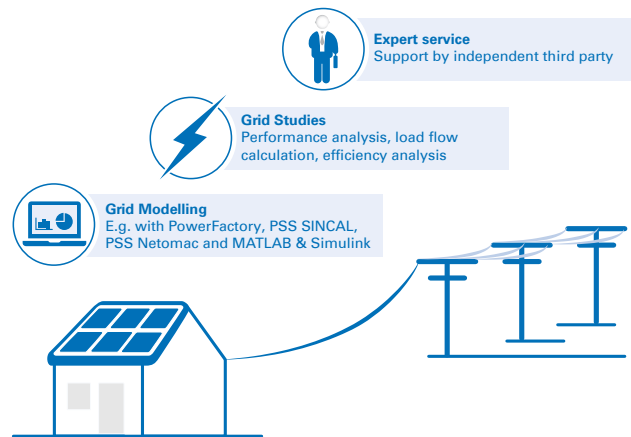 Expert service
Support by independent third party
Grid Studies
Performance analysis, load flow
calculation, efficiency analysis
Grid Modelling
E.g. with PowerFactory, PSS SINCAL,
PSS Netomac and MATLAB & Simulink